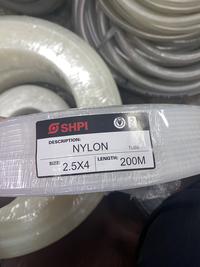 SHPI
DESCRIPTION:
NYLON Tube
SIZE: 2.5X4 LENGTH: 200M